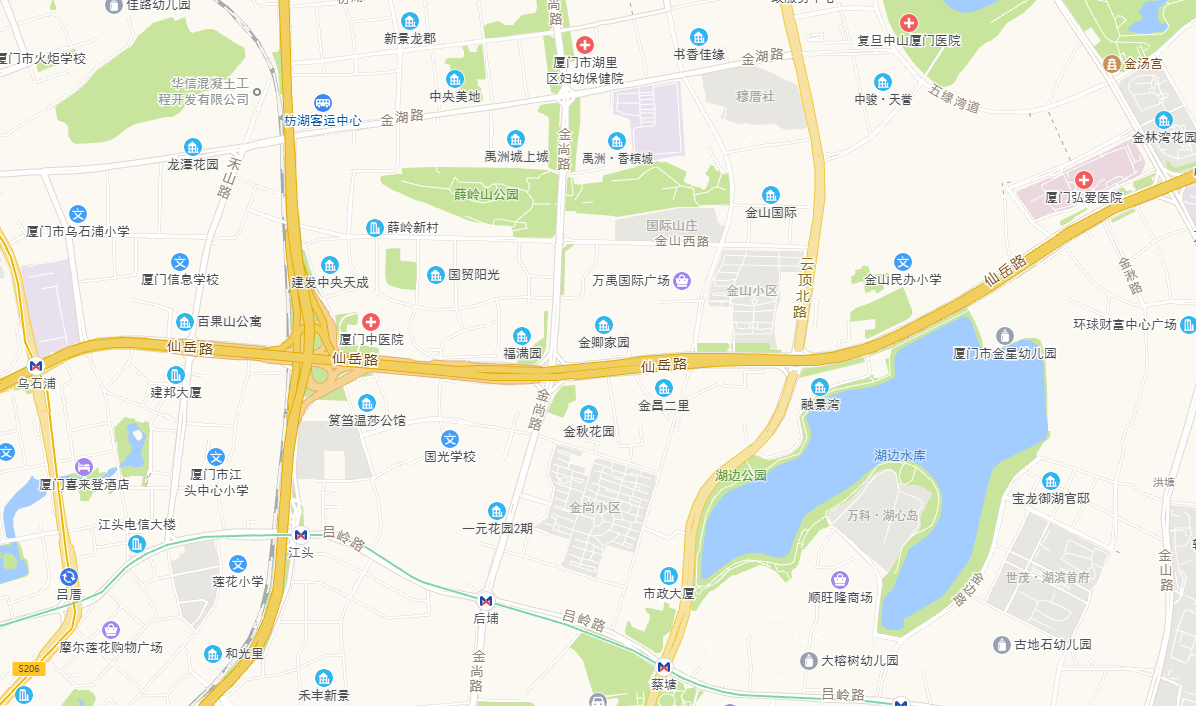 佳路幼儿园
新景龙郡
金尚路
厦门市湖里
区妇幼保健院
书香佳缘
金湖路
复旦中山厦门医院
金汤宫
厦门市火炬学校
华信混凝土工
程开发有限公司
中央美地
穆厝社
中骏·天誉
五缘湾道
枋湖客运中心
金湖路
禹洲城上城
禹洲·香槟城
金林湾花园
龙潭花园
禾山路
薛岭山公园
金山国际
厦门弘爱医院
厦门市乌石浦小学
薛岭新村
国际山庄
金山西路
厦门信息学校
建发中央天成
国贸阳光
万禹国际广场
金山小区
云顶北路
金山民办小学
仙岳路
金湫路
百果山公寓
厦门中医院
福满园
金卿家园
环球财富中心广场
厦门市金星幼儿园
仙岳路
仙岳路
仙岳路
乌石浦
建邦大厦
筼筜温莎公馆
金尚路
金昌二里
融景湾
金秋花园
国光学校
湖边水库
湖边公园
厦门市江
头中心小学
厦门喜来登酒店
宝龙御湖官邸
洪塘
江头电信大楼
一元花园2期
金尚小区
万科·湖心岛
吕岭路
江头
莲花小学
吕厝
市政大厦
顺旺隆商场
金边路
世茂·湖滨首府
金山路
后埔
吕岭路
摩尔莲花购物广场
和光里
S206
金尚路
蔡塘
大榕树幼儿园
古地石幼儿园
禾丰新景
吕岭路